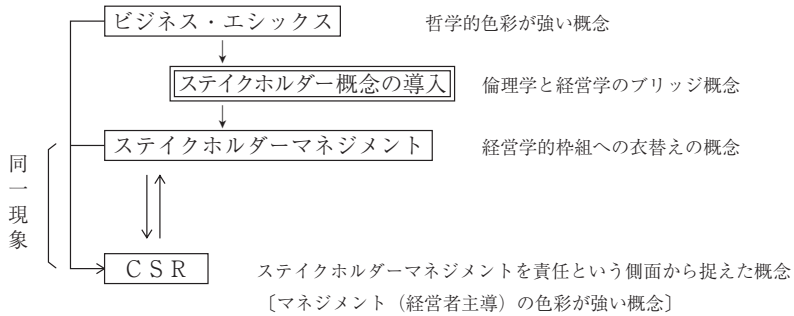 ビジネス・エシックス 哲学的色彩が強い概念
ステイクホルダー概念の導入 倫理学と経営学のブリッジ概念
ステイクホルダーマネジメント 経営学的枠組への衣替えの概念
同一現象
ＣＳＲ ステイクホルダーマネジメントを責任という側面から捉えた概念
〔マネジメント（経営者主導）の色彩が強い概念〕